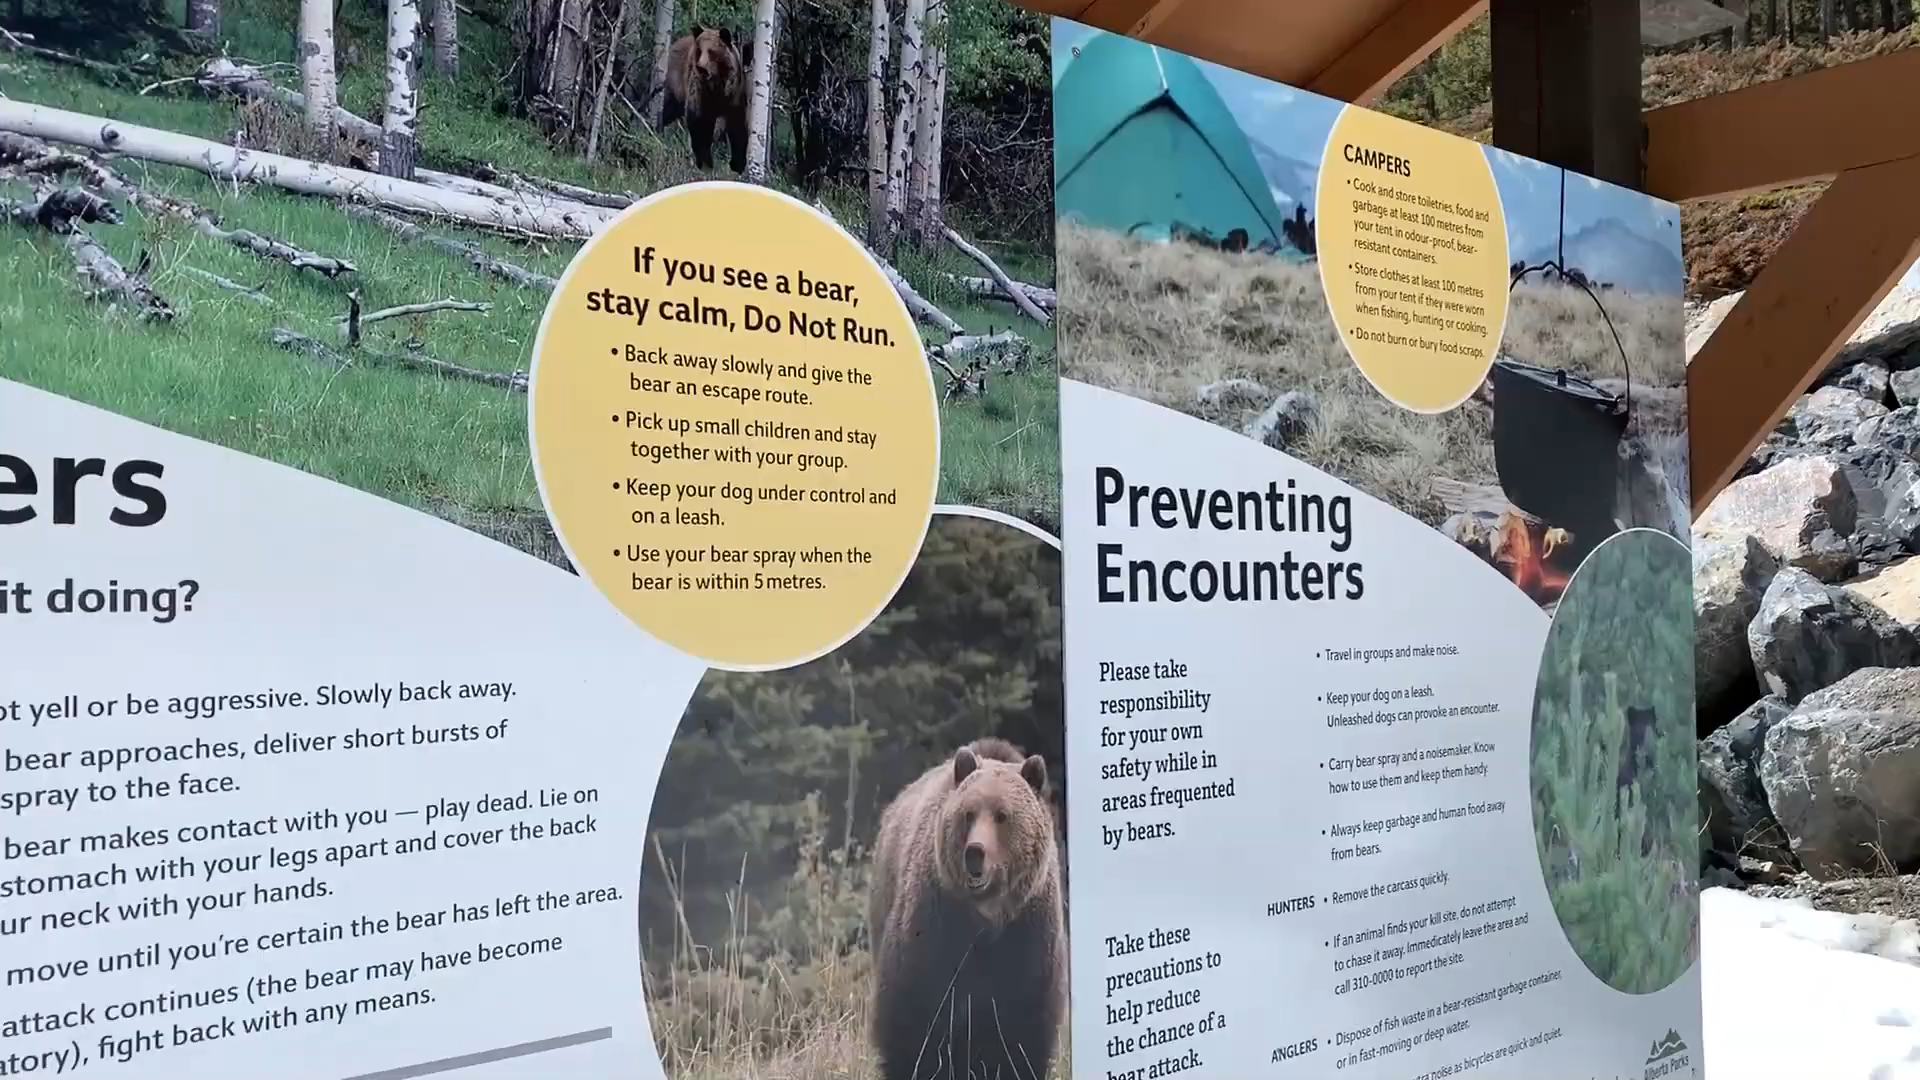 ers
it doing?
ot yell or be aggressive. Slowly back away.
bear approaches, deliver short bursts of
spray to the face.
bear makes contact with you — play dead. Lie on
stomach with your legs apart and cover the back
ur neck with your hands.
move until you're certain the bear has left the area.
attack continues (the bear may have become
atory), fight back with any means.
If you see a bear,
stay calm, Do Not Run.
• Back away slowly and give the
bear an escape route.
• Pick up small children and stay
together with your group.
• Keep your dog under control and
on a leash.
• Use your bear spray when the
bear is within 5 metres.
CAMPERS
• Cook and store toiletries, food and
garbage at least 100 metres from
your tent in odour-proof, bear-
resistant containers.
• Store clothes at least 100 metres
from your tent if they were worn
when fishing, hunting or cooking.
• Do not burn or bury food scraps.
Preventing
Encounters
Please take
responsibility
for your own
safety while in
areas frequented
by bears.
Take these
precautions to
help reduce
the chance of a
bear attack.
• Travel in groups and make noise.
• Keep your dog on a leash.
Unleashed dogs can provoke an encounter.
• Carry bear spray and a noisemaker. Know
how to use them and keep them handy.
• Always keep garbage and human food away
from bears.
HUNTERS • Remove the carcass quickly.
• If an animal finds your kill site, do not attempt
to chase it away. Immediately leave the area and
call 310-0000 to report the site.
ANGLERS • Dispose of fish waste in a bear-resistant garbage container,
or in fast-moving or deep water.
tra noise as bicycles are quick and quiet.
Alberta Parks